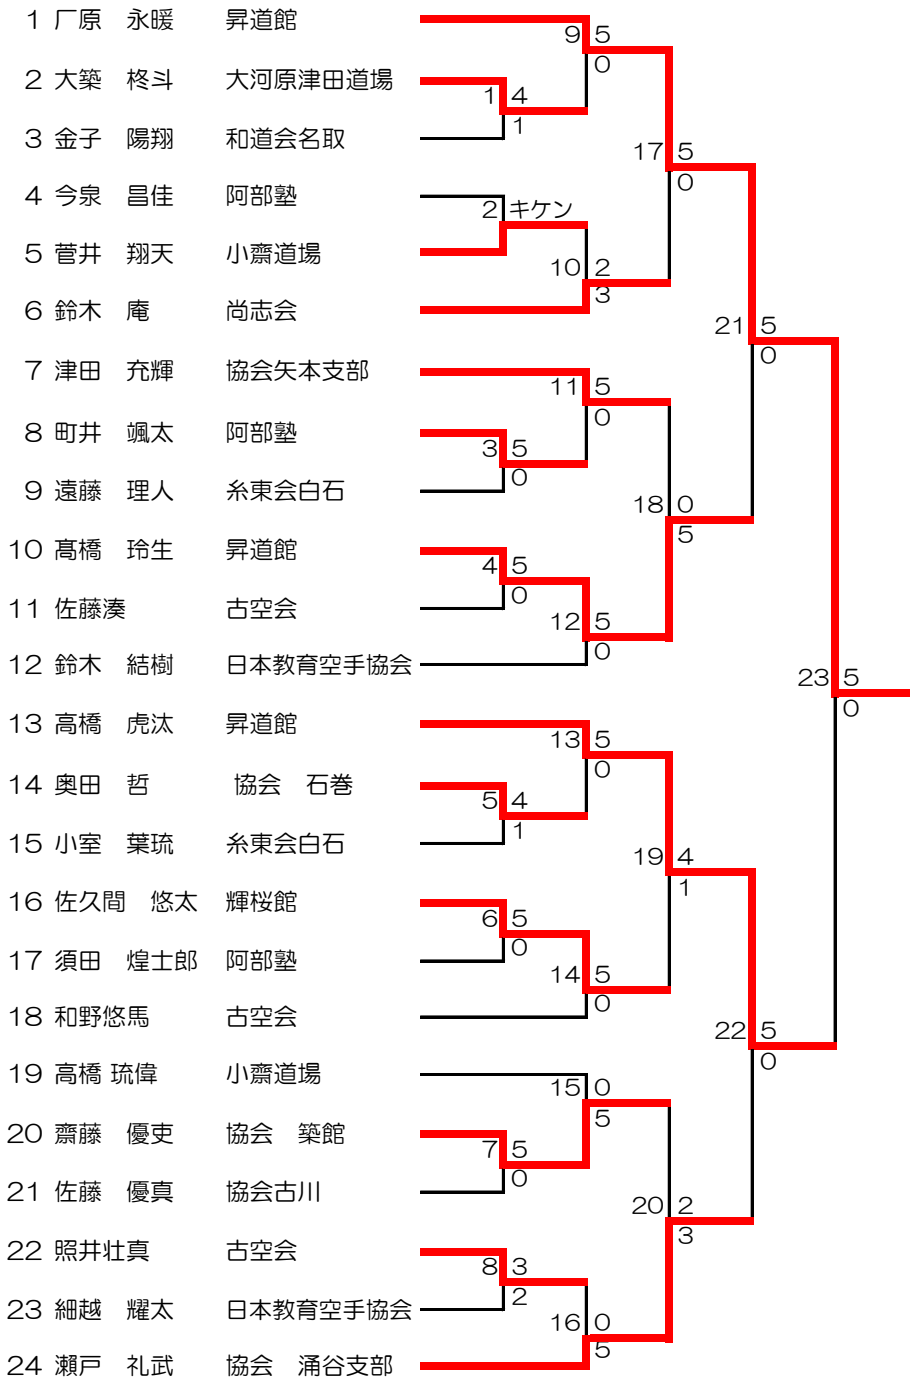 1 厂原　永暖　昇道館
9 5
0
2 大築　柊斗　大河原津田道場
1 4
1
3 金子　陽翔　和道会名取
17 5
0
4 今泉　昌佳　阿部塾
2 キケン
5 菅井　翔天　小齋道場
10 2
3
6 鈴木　庵　尚志会
21 5
0
7 津田　充輝　協会矢本支部
11 5
0
8 町井　颯太　阿部塾
3 5
0
9 遠藤　理人　糸東会白石
18 0
5
10 髙橋　玲生　昇道館
4 5
0
11 佐藤湊　古空会
12 5
0
12 鈴木　結樹　日本教育空手協会
23 5
0
13 高橋　虎汰　昇道館
13 5
0
14 奥田　哲　協会　石巻
5 4
1
15 小室　葉琉　糸東会白石
19 4
1
16 佐久間　悠太　輝桜館
6 5
0
17 須田　煌士郎　阿部塾
14 5
0
18 和野悠馬　古空会
22 5
0
19 高橋 琉偉　小齋道場
15 0
5
20 齋藤　優吏　協会　築館
7 5
0
21 佐藤　優真　協会古川
20 2
3
22 照井壮真　古空会
8 3
2
23 細越　耀太　日本教育空手協会
16 0
5
24 瀬戸　礼武　協会　涌谷支部